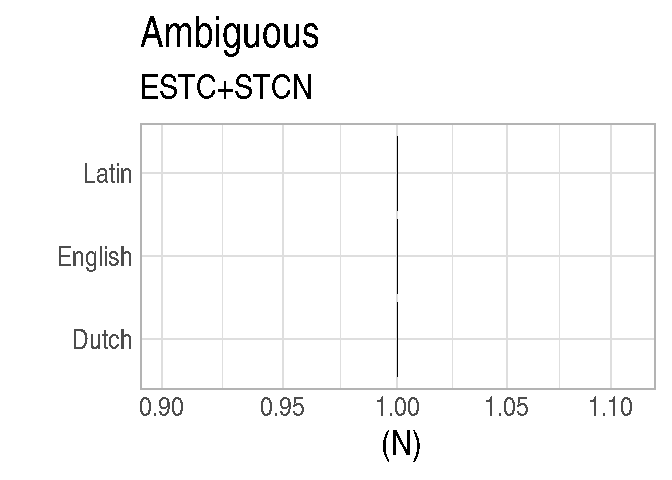 Ambiguous
ESTC+STCN
Latin
English
Dutch
0.90 0.95 1.00 1.05 1.10
(N)